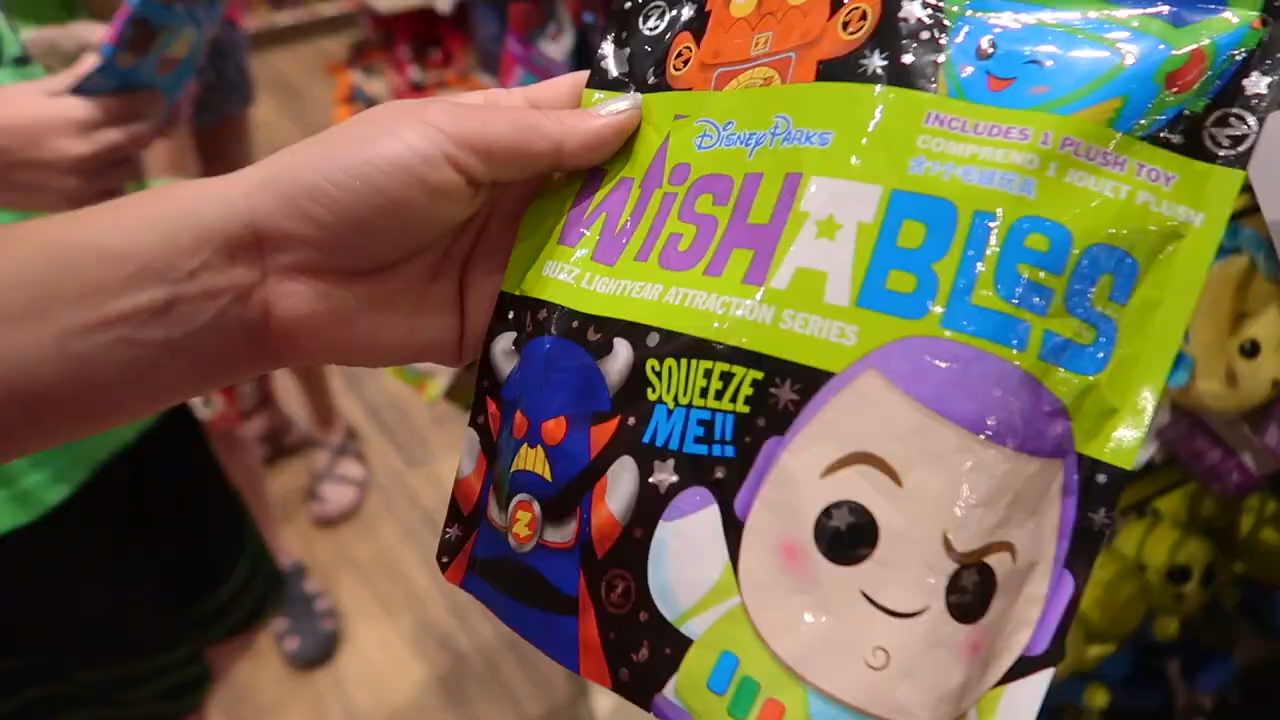 Z
Z
Z
Z
Disney Parks
WISHABLES
BUZZ LIGHTYEAR ATTRACTION SERIES
INCLUDES 1 PLUSH TOY
COMPREND 1 JOUET PLUSH
SQUEEZE
ME!!
Z